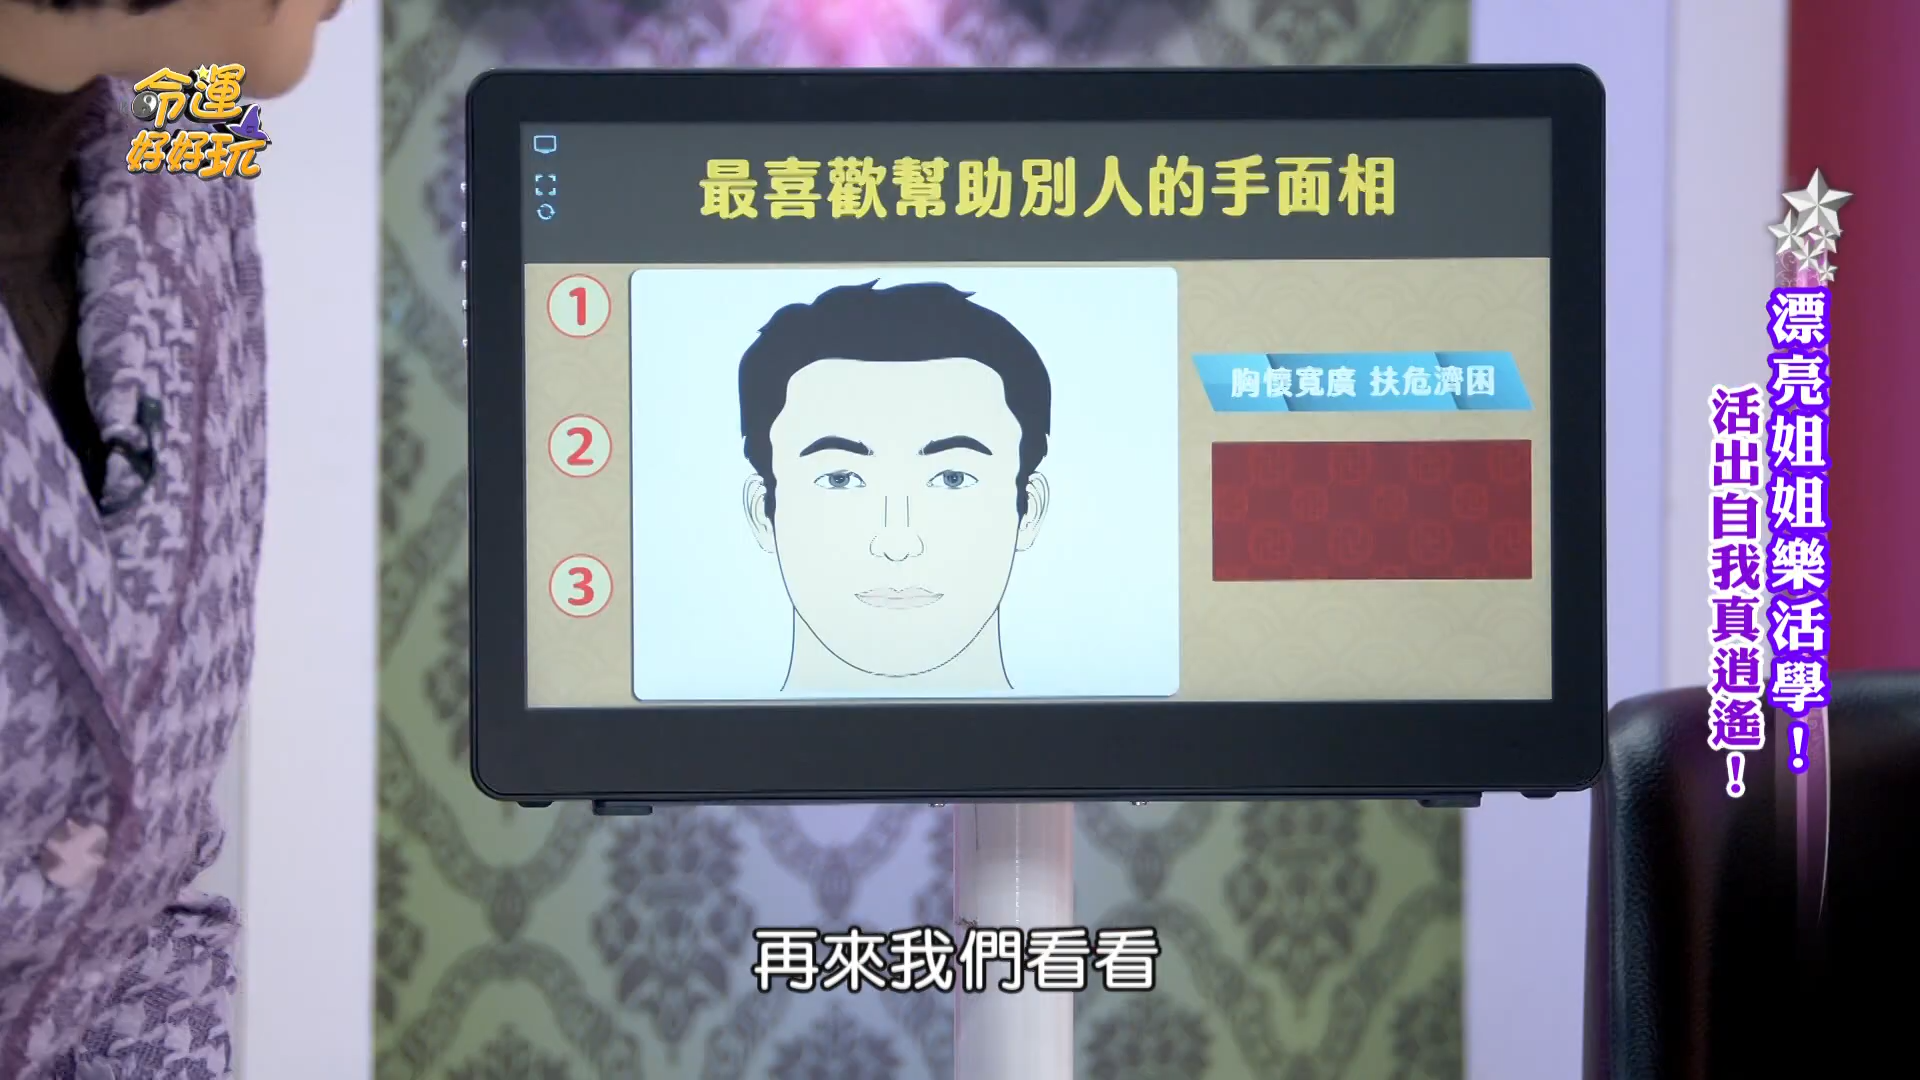 命運
好好玩
最喜歡幫助別人的手面相
1
2
3
胸懷寬廣 扶危濟困
漂亮姐姐樂活學！
活出自我真逍遙！
再來我們看看